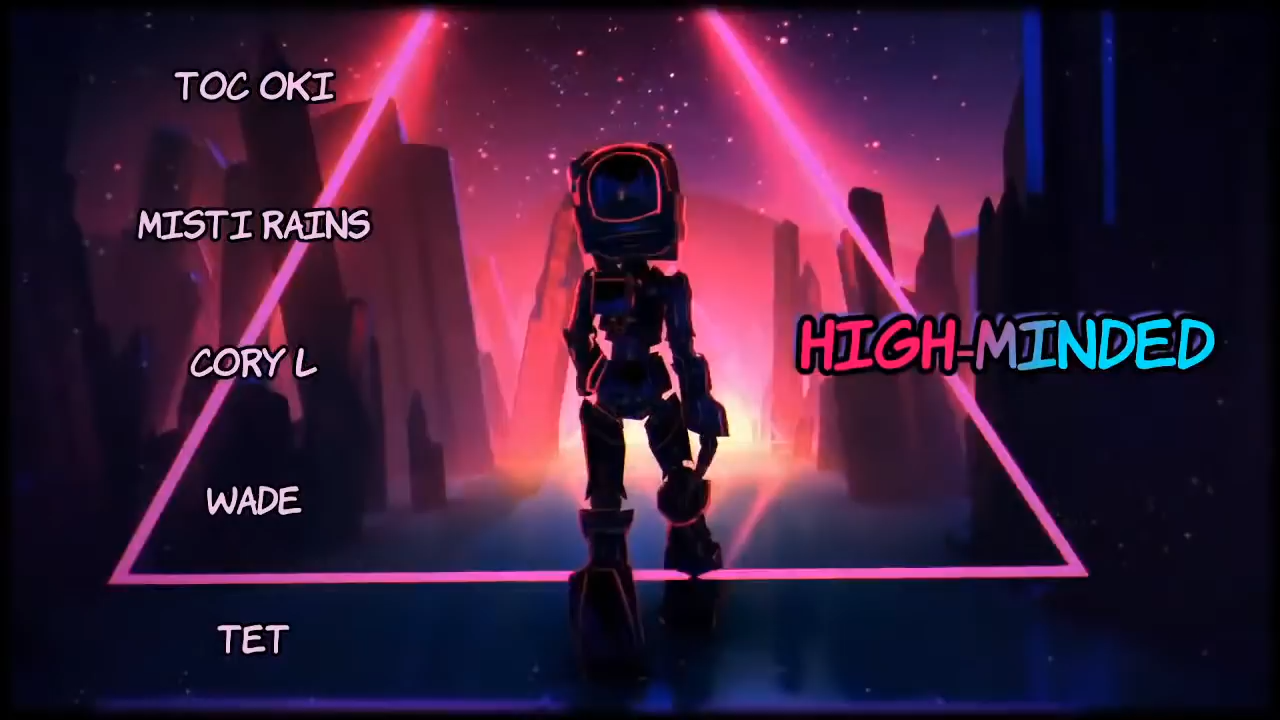 TOC OKI
MISTI RAINS
CORY L
WADE
TET
HIGH-MINDED